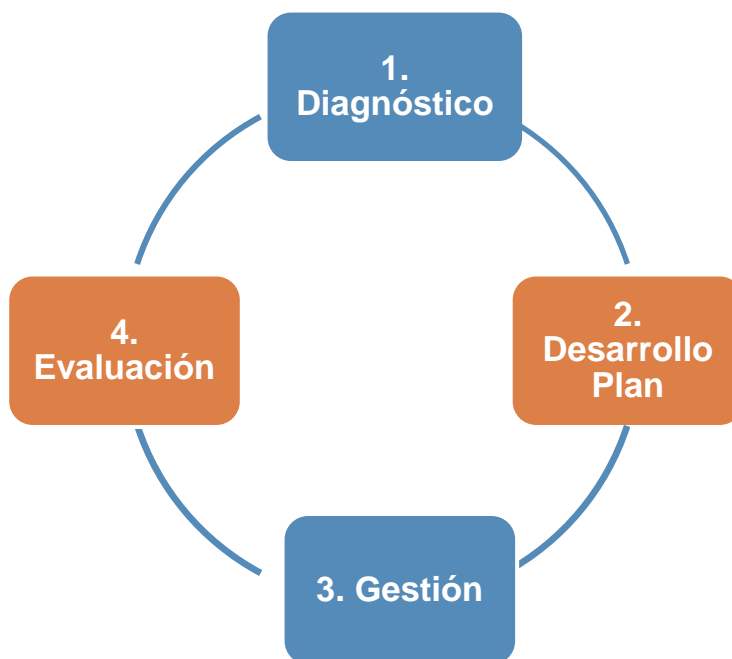 1.
Diagnóstico
2.
Desarrollo
Plan
3. Gestión
4.
Evaluación